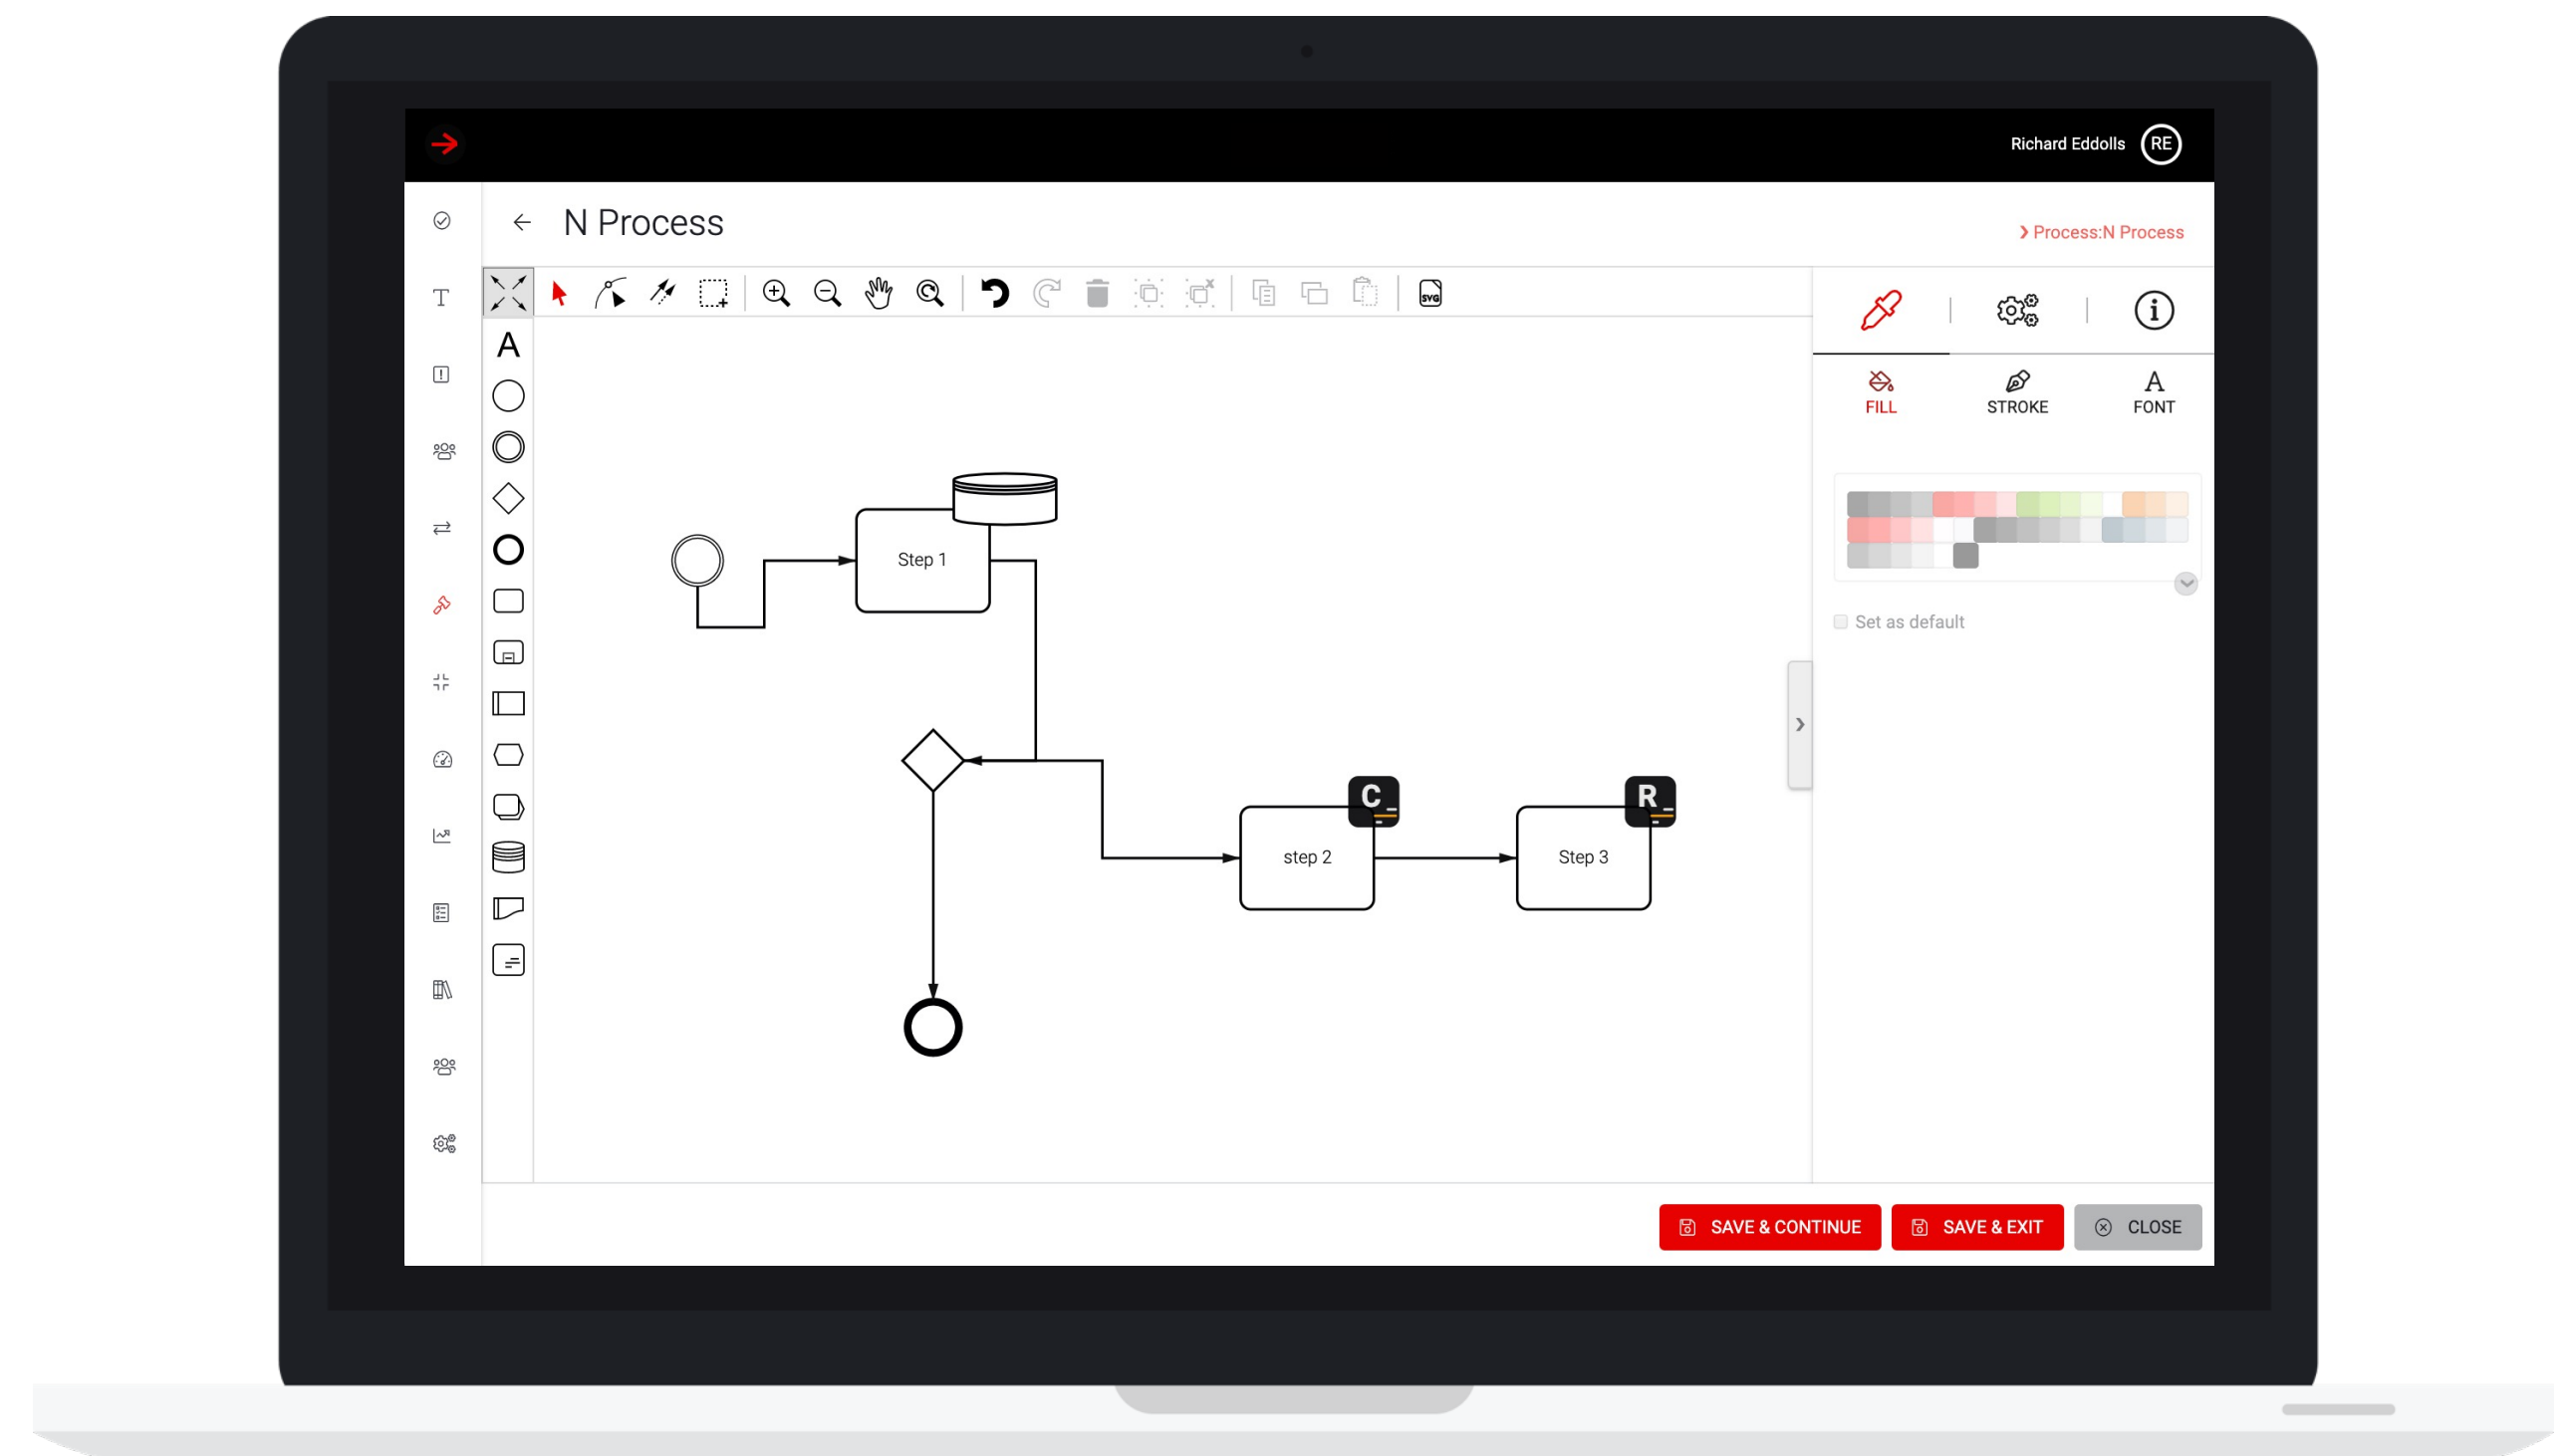 Richard Eddolls RE
N Process
Process:N Process
T
SVG
A
FILL STROKE FONT
Set as default
Step 1
C
R
step 2
Step 3
SAVE & CONTINUE SAVE & EXIT CLOSE